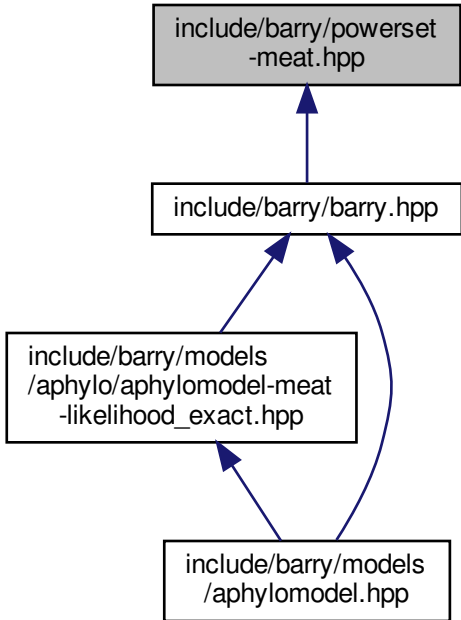 include/barry/powerset
-meat.hpp
include/barry/barry.hpp
include/barry/models
/aphylo/aphylomodel-meat
-likelihood_exact.hpp
include/barry/models
/aphylomodel.hpp